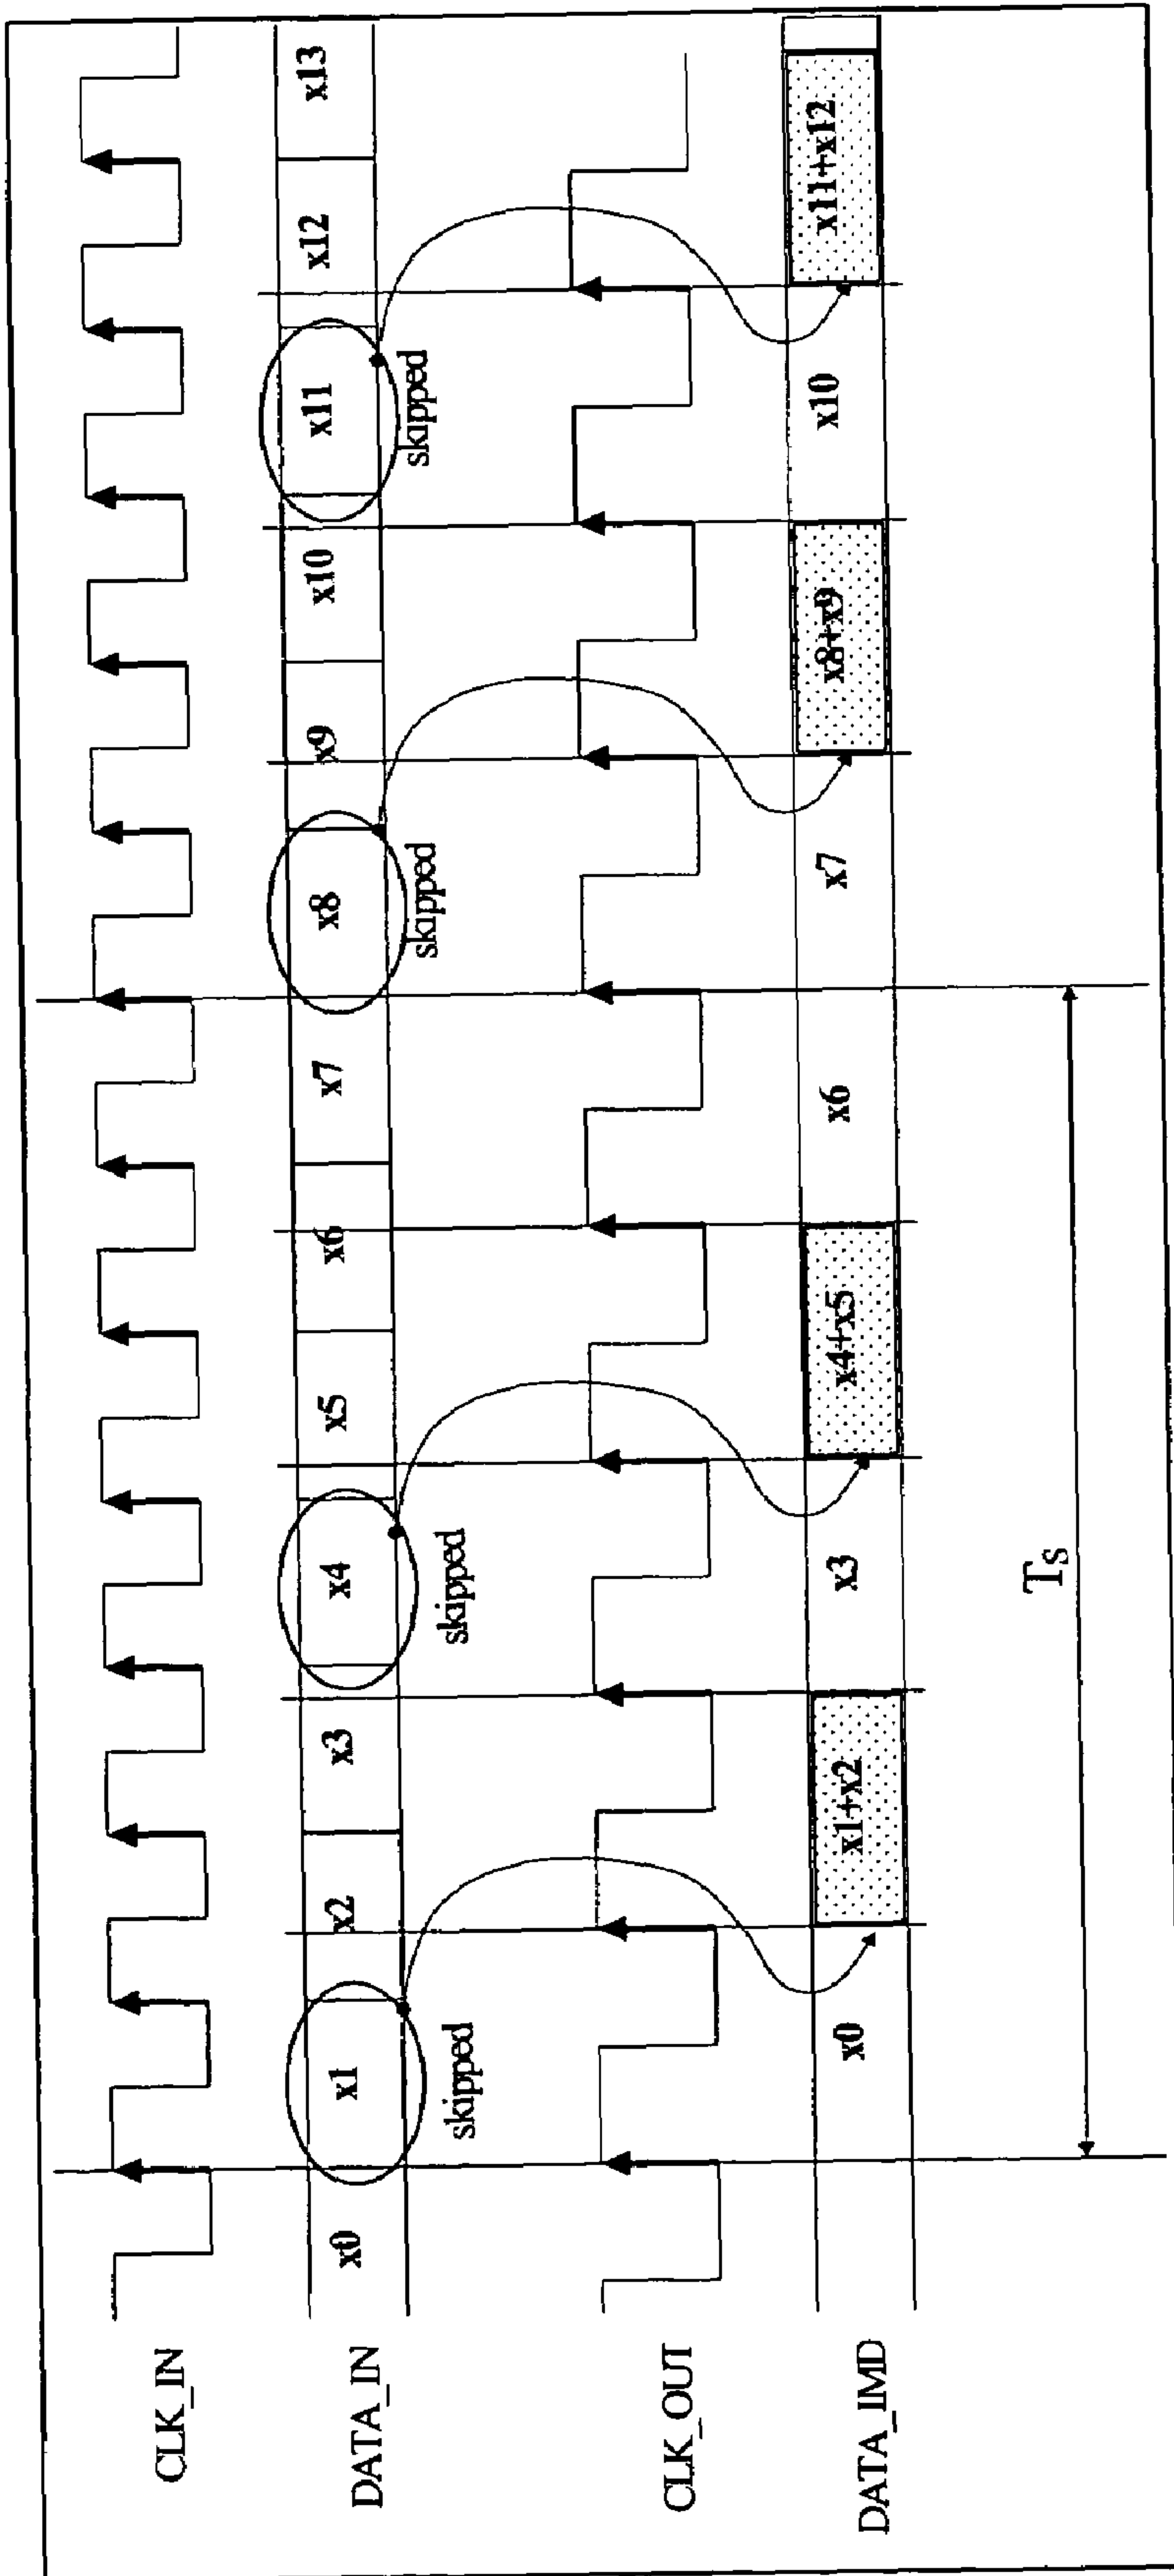 CLK_IN
DATA_IN
x0 x1 x2 x3 x4 x5 x6 x7 x8 x9 x10 x11 x12 x13
skipped skipped skipped skipped
CLK_OUT
DATA_IMD
x0 x1+x2 x3 x4+x5 x6 x7 x8+x9 x10 x11+x12
Ts